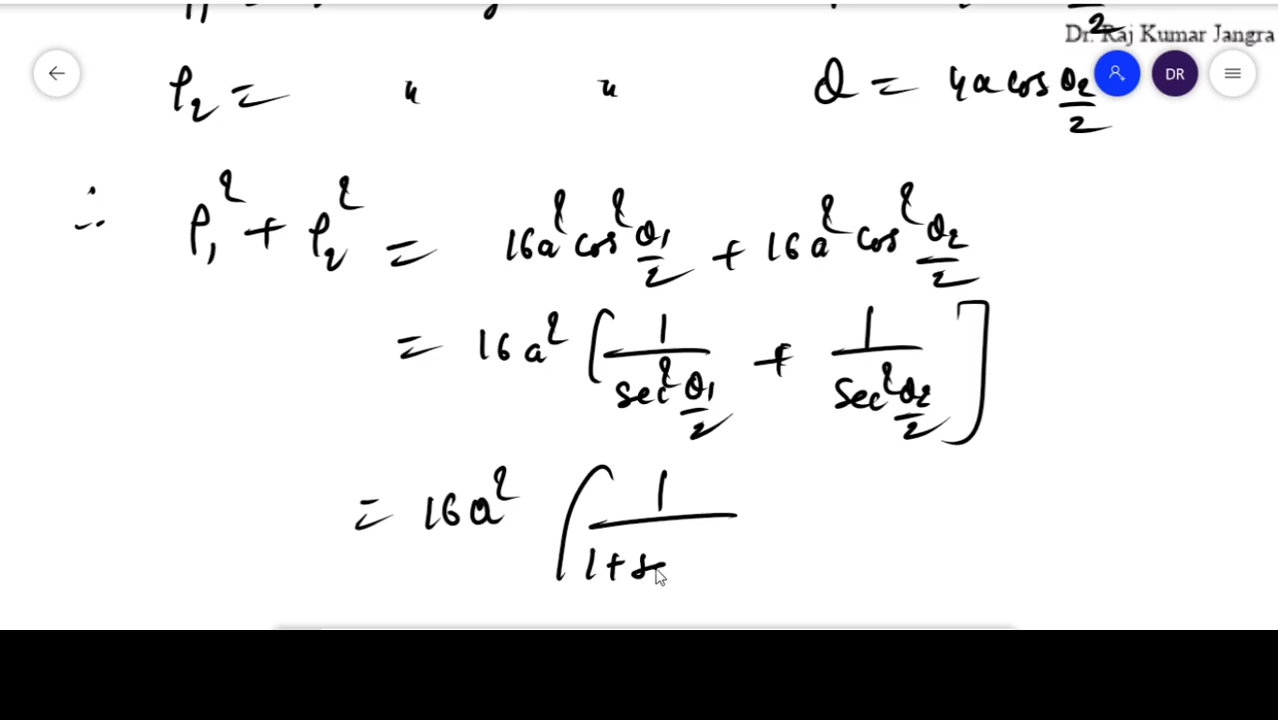 Dr. Raj Kumar Jangra
DR
ρ₂ = " " Q = 4a cos θ₂/2
∴ ρ₁² + ρ₂² = 16a² cos² θ₁/2 + 16a² cos² θ₂/2
= 16a² [ 1/sec² θ₁/2 + 1/sec² θ₂/2 ]
= 16a² [ 1/1+s